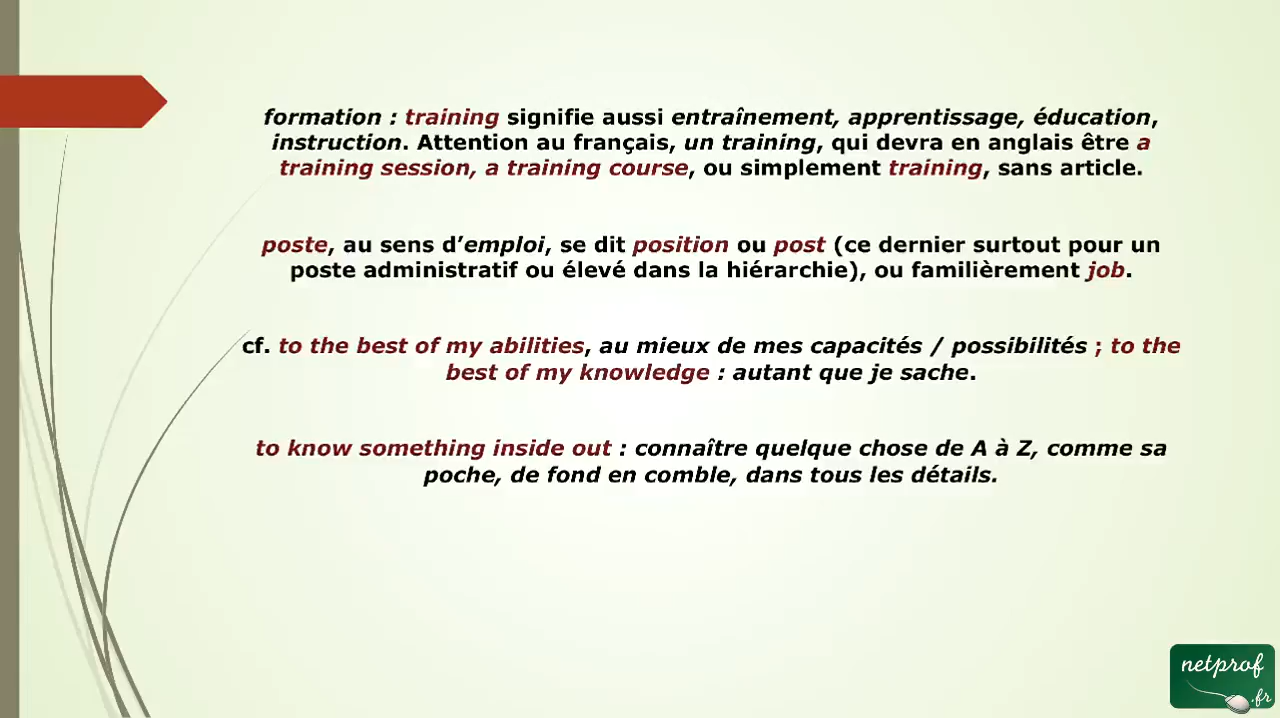 formation : training signifie aussi entraînement, apprentissage, éducation,
instruction. Attention au français, un training, qui devra en anglais être a
training session, a training course, ou simplement training, sans article.
poste, au sens d’emploi, se dit position ou post (ce dernier surtout pour un
poste administratif ou élevé dans la hiérarchie), ou familièrement job.
cf. to the best of my abilities, au mieux de mes capacités / possibilités ; to the
best of my knowledge : autant que je sache.
to know something inside out : connaître quelque chose de A à Z, comme sa
poche, de fond en comble, dans tous les détails.
netprof
.fr